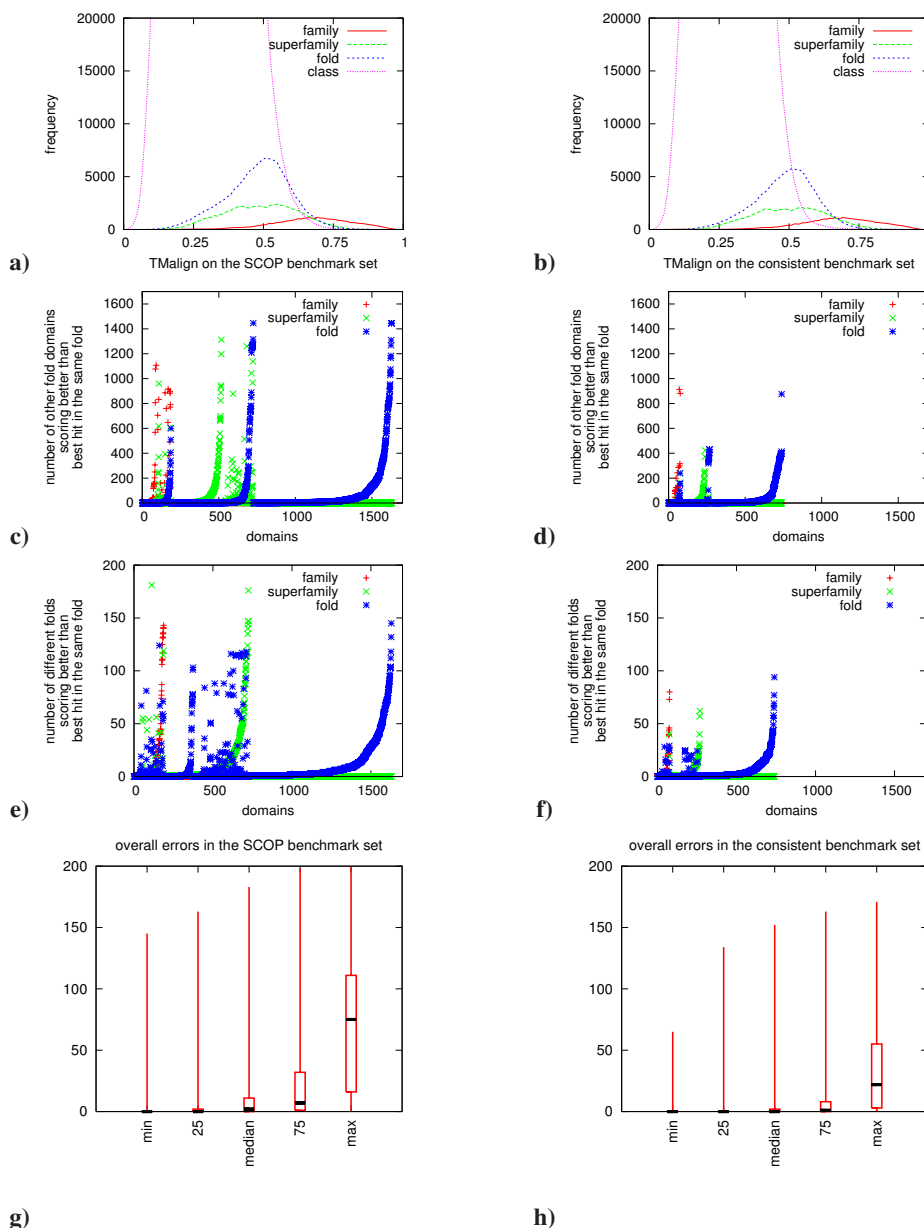 20000
15000
10000
5000
0
frequency
family
superfamily
fold
class
0
0.25
0.5
0.75
1
a)
20000
15000
10000
5000
0
frequency
family
superfamily
fold
class
0
0.25
0.5
0.75
b)
TMalign on the SCOP benchmark set
1600
1400
1200
1000
800
600
400
200
0
number of other fold domains
scoring better than
best hit in the same fold
family
superfamily
fold
0
500
1000
1500
domains
c)
TMalign on the consistent benchmark set
1600
1400
1200
1000
800
600
400
200
0
number of other fold domains
scoring better than
best hit in the same fold
family
superfamily
fold
0
500
1000
1500
domains
d)
200
150
100
50
0
number of different folds
scoring better than
best hit in the same fold
family
superfamily
fold
0
500
1000
1500
domains
e)
200
150
100
50
0
number of different folds
scoring better than
best hit in the same fold
family
superfamily
fold
0
500
1000
1500
domains
f)
overall errors in the SCOP benchmark set
200
150
100
50
0
min
25
median
75
max
g)
overall errors in the consistent benchmark set
200
150
100
50
0
min
25
median
75
max
h)